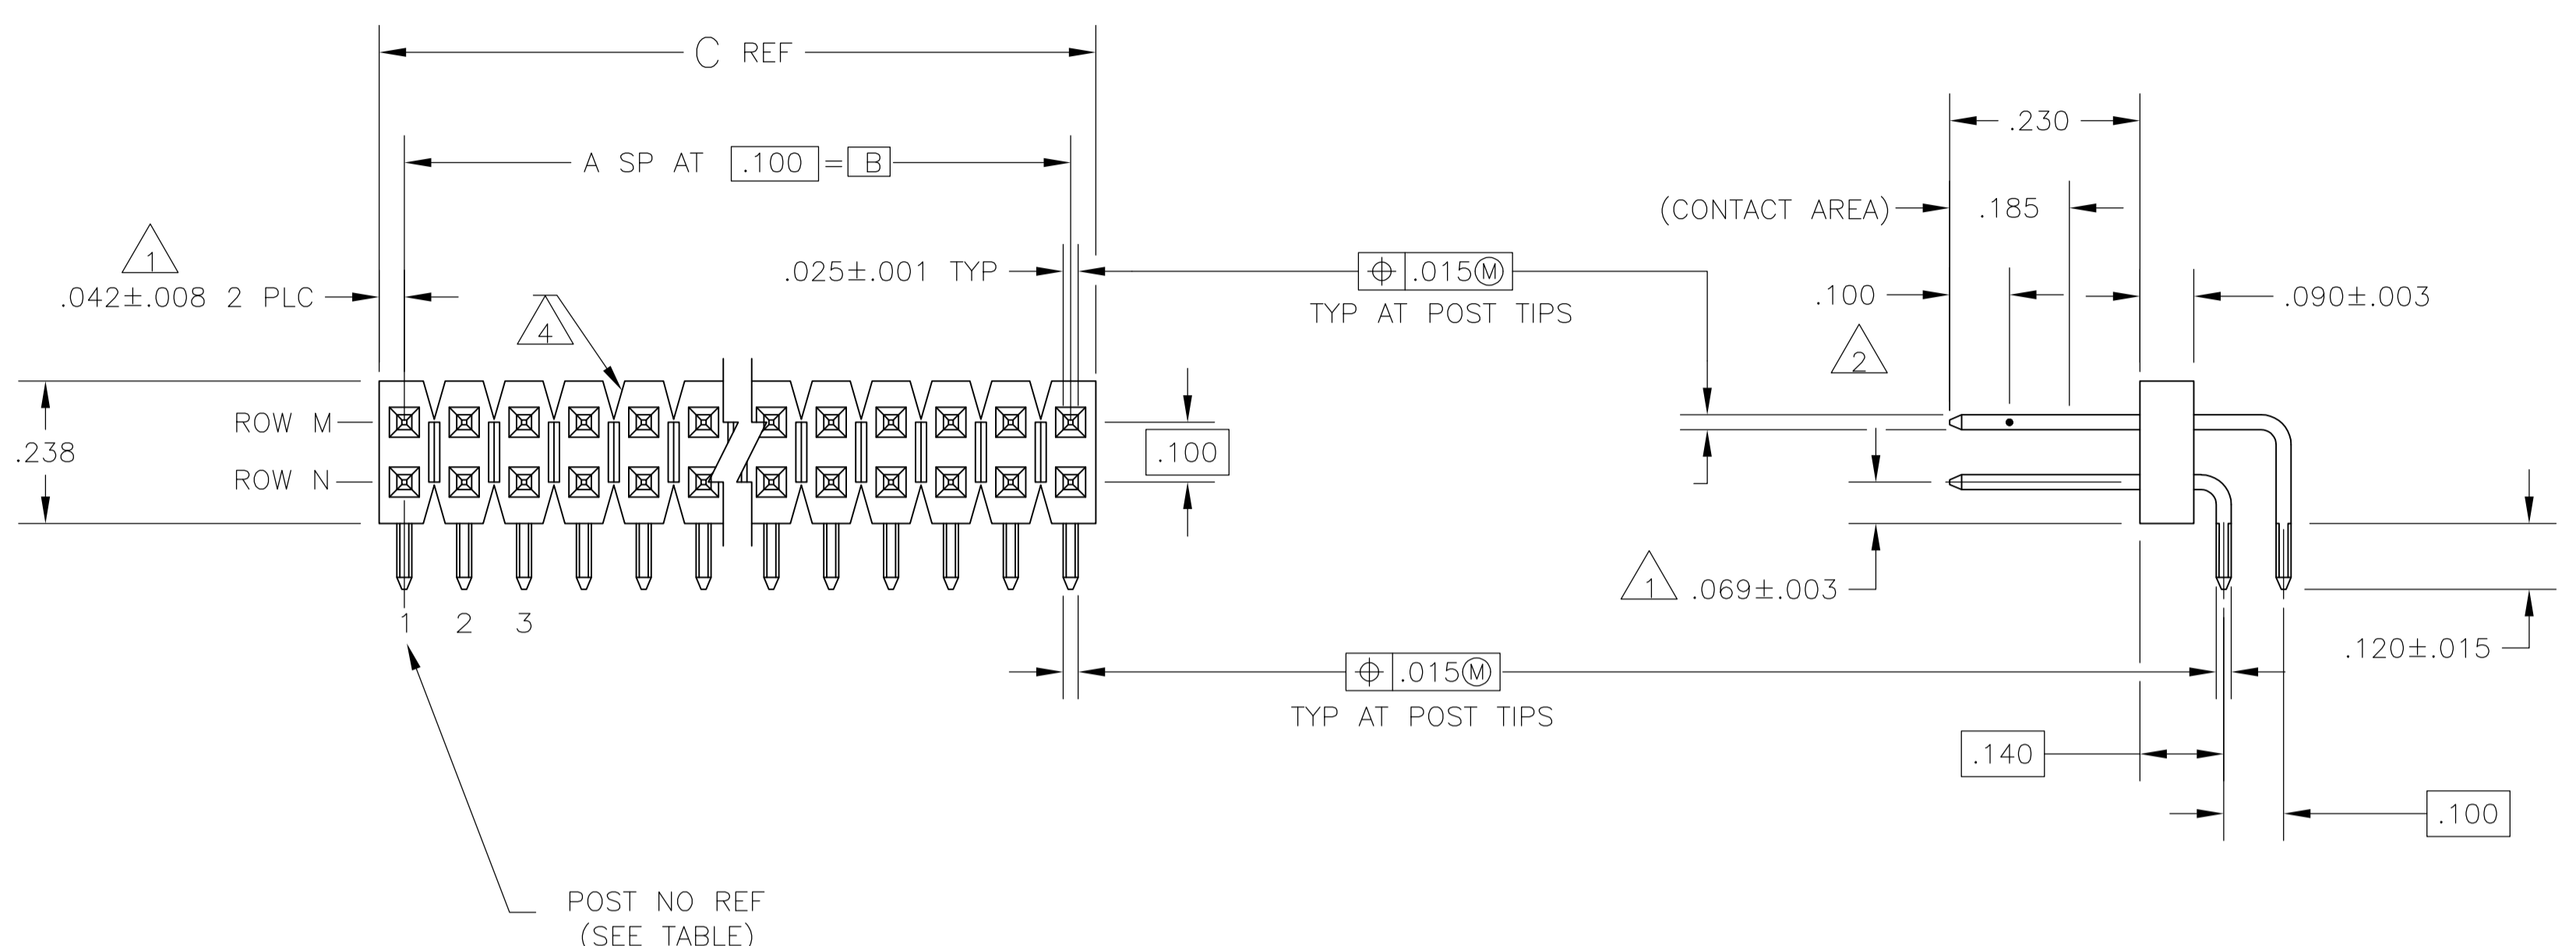 C REF
A SP AT .100 = B
1
.042±.008 2 PLC
.025±.001 TYP
4
⌖ .015Ⓜ
TYP AT POST TIPS
ROW M
ROW N
.238
.100
1 2 3
POST NO REF
(SEE TABLE)
⌖ .015Ⓜ
TYP AT POST TIPS
.230
(CONTACT AREA) .185
.100
2
.090±.003
1 .069±.003
.120±.015
.140
.100